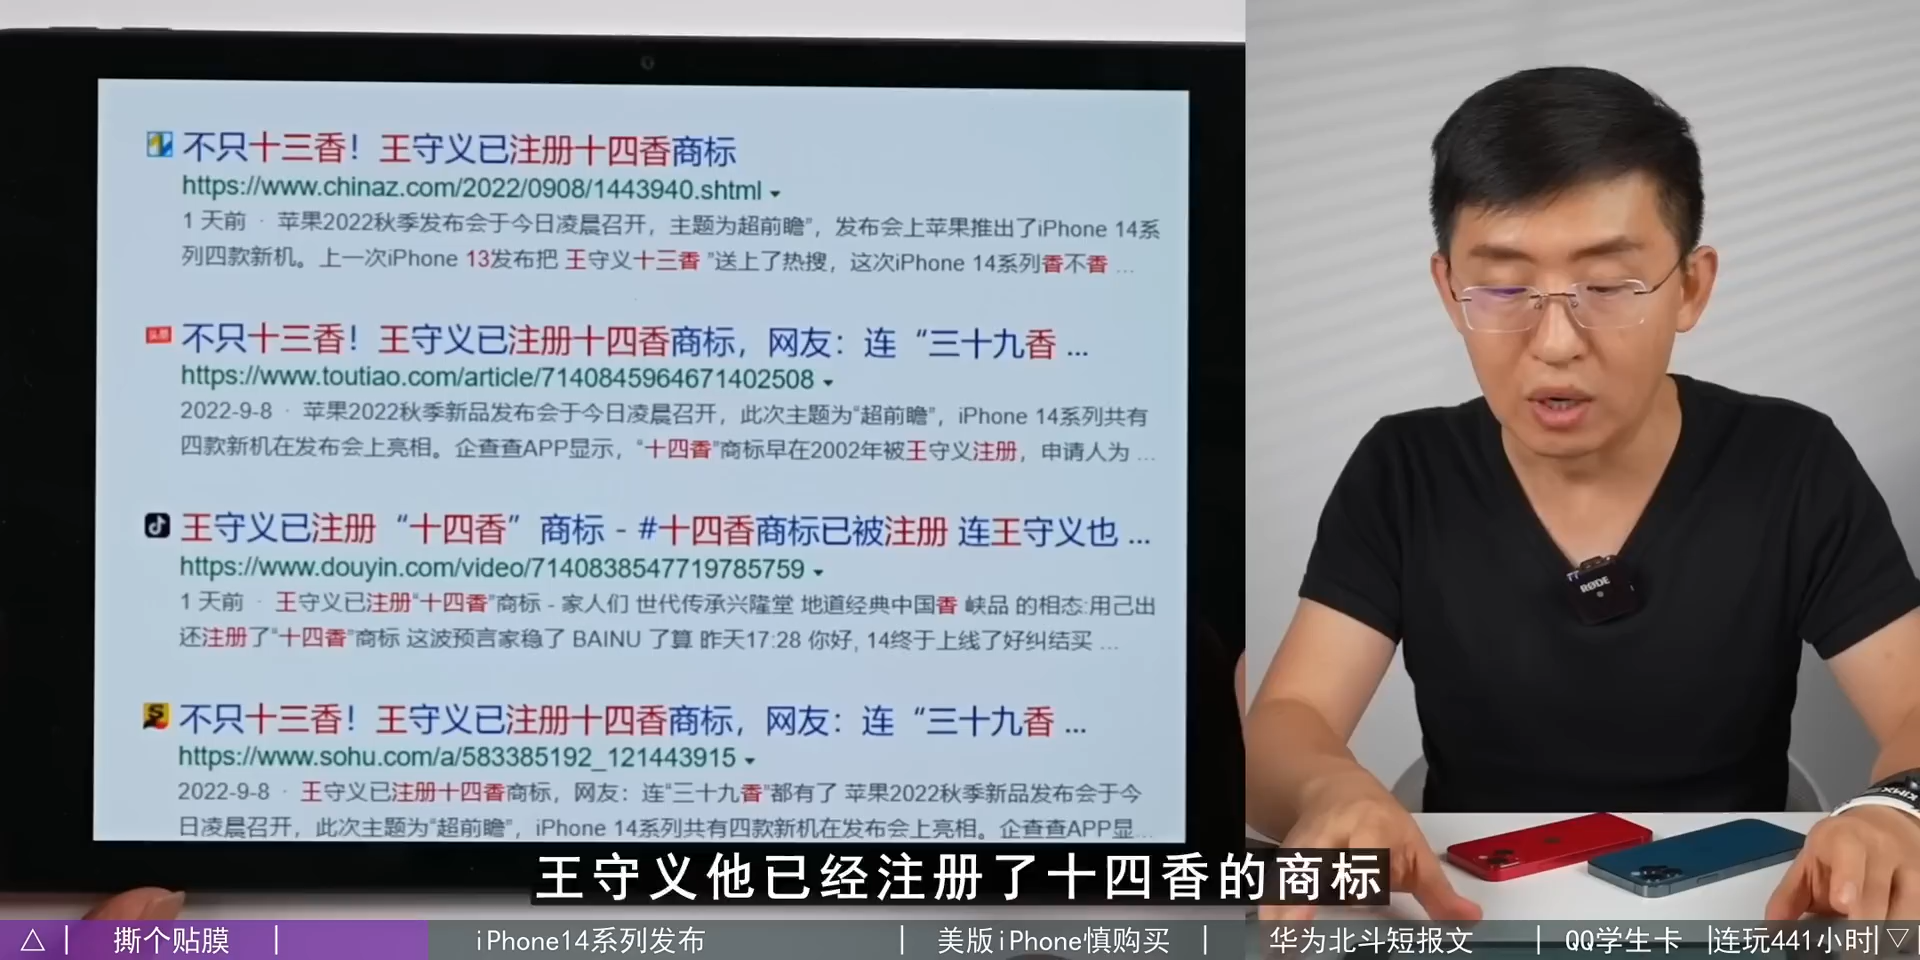 不只十三香！王守义已注册十四香商标
https://www.chinaz.com/2022/0908/1443940.shtml
1 天前 · 苹果2022秋季发布会于今日凌晨召开，主题为超前瞻”，发布会上苹果推出了iPhone 14系
列四款新机。上一次iPhone 13发布把 王守义十三香 ”送上了热搜，这次iPhone 14系列香不香 ...
不只十三香！王守义已注册十四香商标，网友：连“三十九香 ...
https://www.toutiao.com/article/7140845964671402508
2022-9-8 · 苹果2022秋季新品发布会于今日凌晨召开，此次主题为“超前瞻”，iPhone 14系列共有
四款新机在发布会上亮相。企查查APP显示，“十四香”商标早在2002年被王守义注册，申请人为 ...
王守义已注册“十四香”商标 - #十四香商标已被注册 连王守义也 ...
https://www.douyin.com/video/7140838547719785759
1 天前 · 王守义已注册“十四香”商标 - 家人们 世代传承兴隆堂 地道经典中国香 峡品 的相态:用己出
还注册了“十四香”商标 这波预言家稳了 BAINU 了算 昨天17:28 你好, 14终于上线了好纠结买 ...
不只十三香！王守义已注册十四香商标，网友：连“三十九香 ...
https://www.sohu.com/a/583385192_121443915
2022-9-8 · 王守义已注册十四香商标，网友：连“三十九香”都有了 苹果2022秋季新品发布会于今
日凌晨召开，此次主题为“超前瞻”，iPhone 14系列共有四款新机在发布会上亮相。企查查APP显...
RØDE
王守义他已经注册了十四香的商标
△ | 撕个贴膜 | iPhone14系列发布 | 美版iPhone慎购买 | 华为北斗短报文 | QQ学生卡 |连玩441小时| ▽